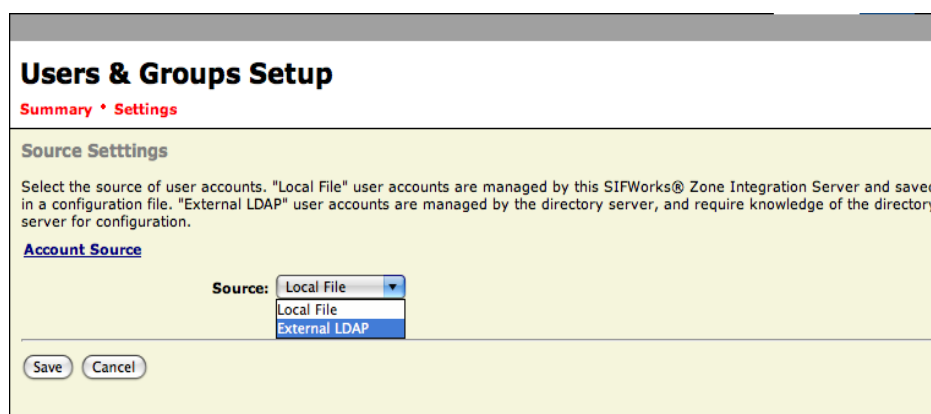 Users & Groups Setup
Summary • Settings
Source Setttings
Select the source of user accounts. "Local File" user accounts are managed by this SIFWorks® Zone Integration Server and saved
in a configuration file. "External LDAP" user accounts are managed by the directory server, and require knowledge of the directory
server for configuration.
Account Source
Source: Local File
Local File
External LDAP
Save Cancel